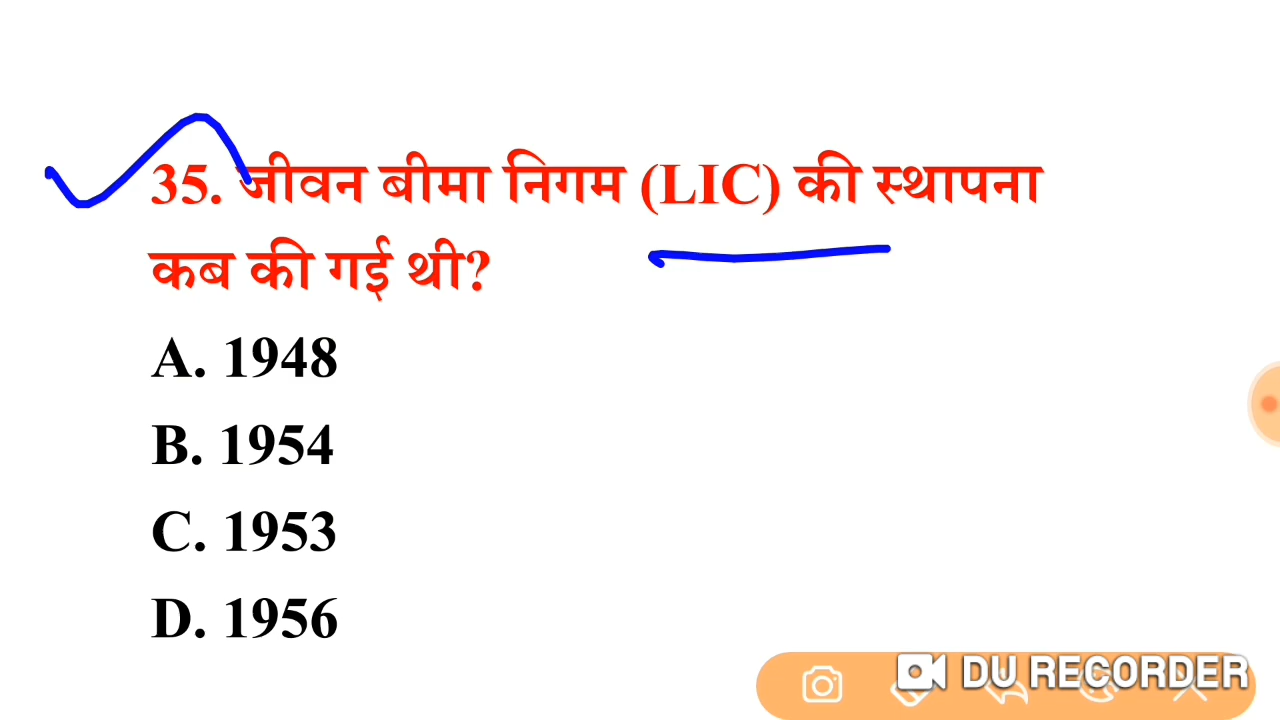 35. जीवन बीमा निगम (LIC) की स्थापना
कब की गई थी?
A. 1948
B. 1954
C. 1953
D. 1956
DU RECORDER